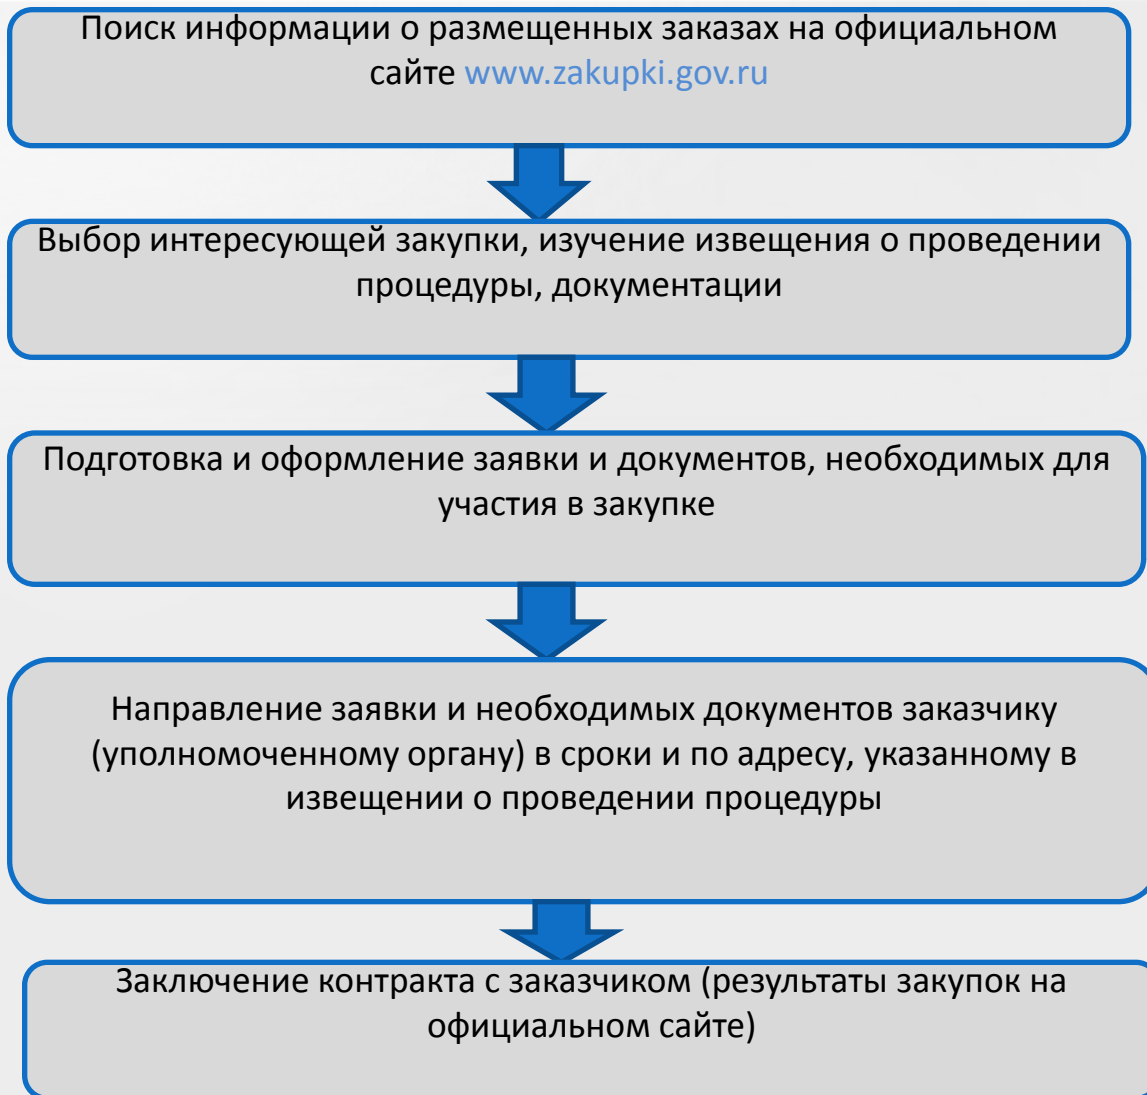 Поиск информации о размещенных заказах на официальном
сайте www.zakupki.gov.ru
Выбор интересующей закупки, изучение извещения о проведении
процедуры, документации
Подготовка и оформление заявки и документов, необходимых для
участия в закупке
Направление заявки и необходимых документов заказчику
(уполномоченному органу) в сроки и по адресу, указанному в
извещении о проведении процедуры
Заключение контракта с заказчиком (результаты закупок на
официальном сайте)